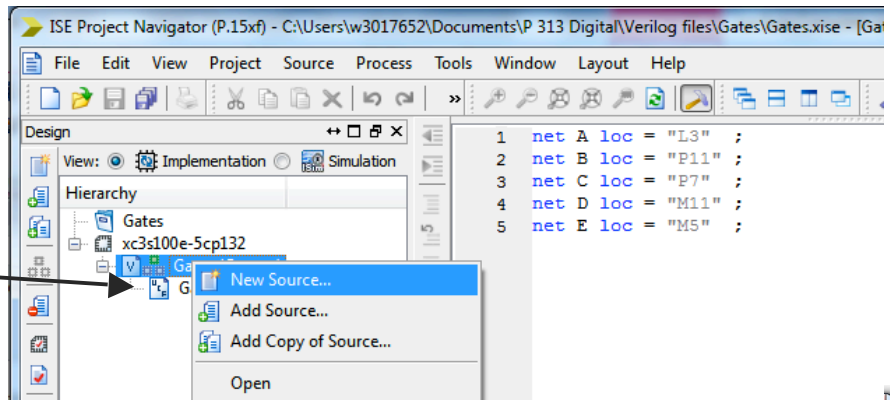 ISE Project Navigator (P.15xf) - C:\Users\w3017652\Documents\P 313 Digital\Verilog files\Gates\Gates.xise - [Gat
File Edit View Project Source Process Tools Window Layout Help
»
Design
View: Implementation Simulation
Hierarchy
Gates
xc3s100e-5cp132
Ga
G
New Source...
Add Source...
Add Copy of Source...
Open
1 net A loc = "L3" ;
2 net B loc = "P11" ;
3 net C loc = "P7" ;
4 net D loc = "M11" ;
5 net E loc = "M5" ;